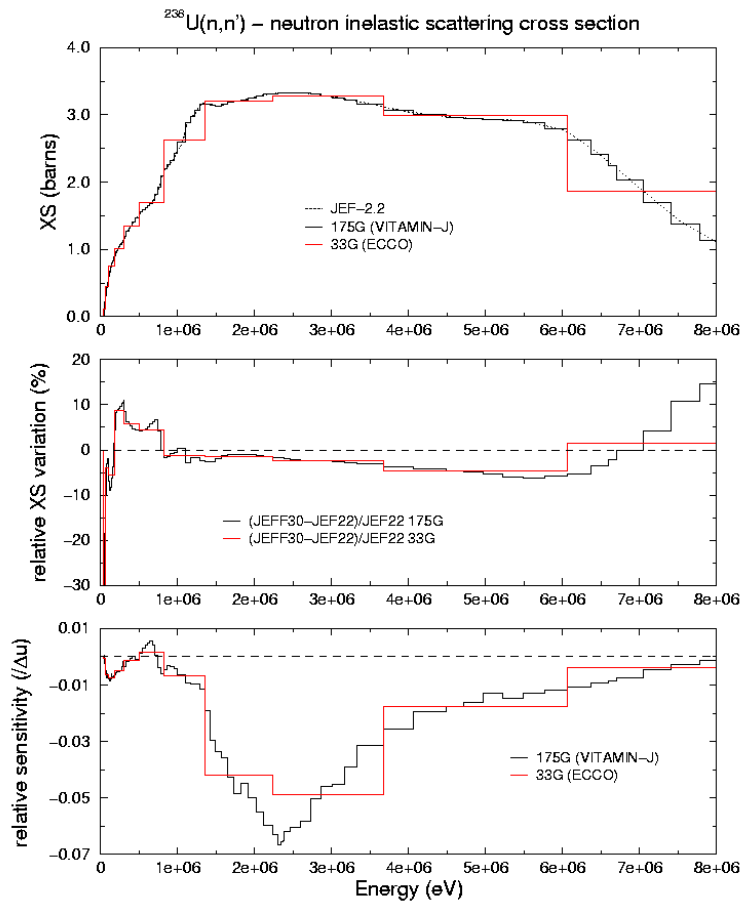 ²³⁸U(n,n') – neutron inelastic scattering cross section
XS (barns)
4.0
3.0
2.0
1.0
0.0
JEF–2.2
175G (VITAMIN–J)
33G (ECCO)
0 1e+06 2e+06 3e+06 4e+06 5e+06 6e+06 7e+06 8e+06
relative XS variation (%)
20
10
0
−10
−20
−30
(JEFF30–JEF22)/JEF22 175G
(JEFF30–JEF22)/JEF22 33G
0 1e+06 2e+06 3e+06 4e+06 5e+06 6e+06 7e+06 8e+06
relative sensitivity (/Δu)
0.01
−0.01
−0.03
−0.05
−0.07
175G (VITAMIN–J)
33G (ECCO)
0 1e+06 2e+06 3e+06 4e+06 5e+06 6e+06 7e+06 8e+06
Energy (eV)